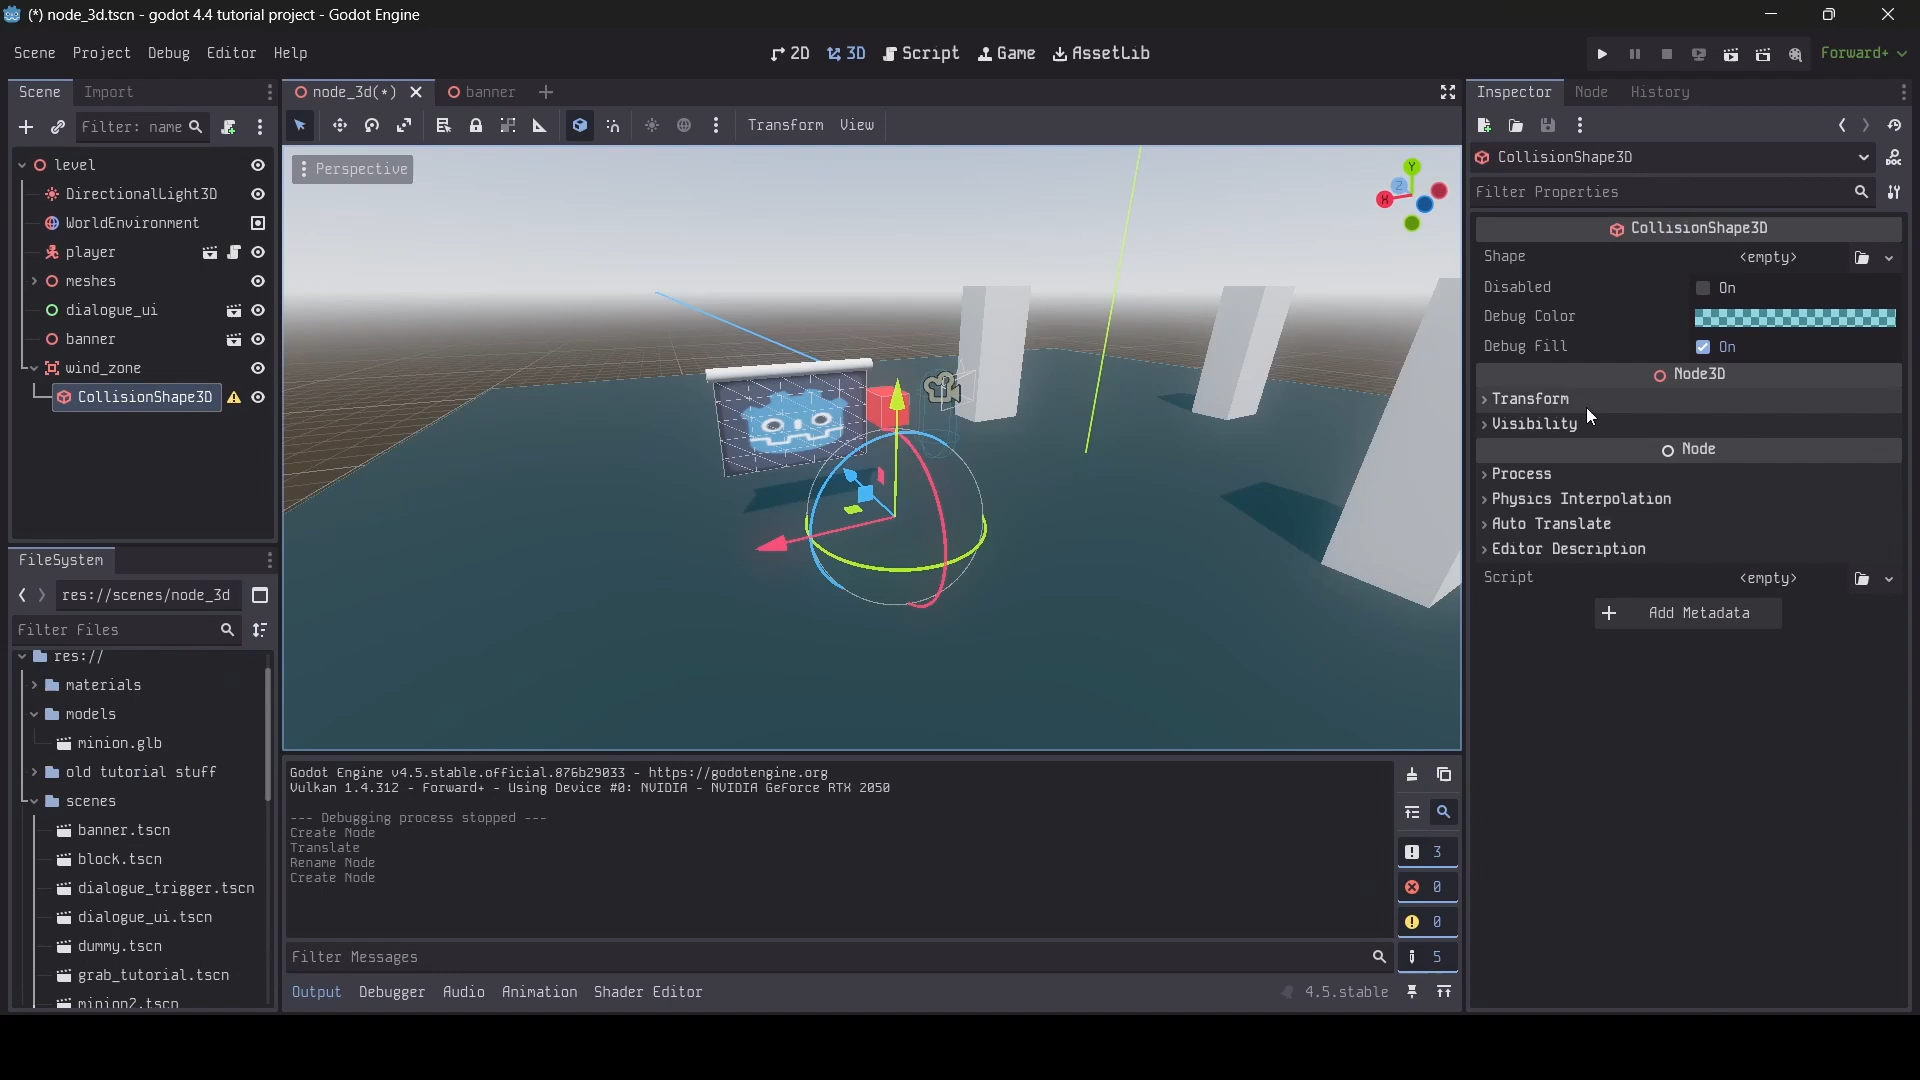 (*) node_3d.tscn - godot 4.4 tutorial project - Godot Engine
Scene Project Debug Editor Help
2D 3D Script Game AssetLib
Forward+
Scene Import
node_3d(*) banner
Inspector Node History
Filter: name
Transform View
CollisionShape3D
Filter Properties
level
DirectionalLight3D
WorldEnvironment
player
meshes
dialogue_ui
banner
wind_zone
CollisionShape3D
Perspective
Y
Z
X
CollisionShape3D
Shape <empty>
Disabled On
Debug Color
Debug Fill On
Node3D
Transform
Visibility
Node
Process
Physics Interpolation
Auto Translate
Editor Description
Script <empty>
Add Metadata
FileSystem
res://scenes/node_3d
Filter Files
res://
materials
models
minion.glb
old tutorial stuff
scenes
banner.tscn
block.tscn
dialogue_trigger.tscn
dialogue_ui.tscn
dummy.tscn
grab_tutorial.tscn
minion2.tscn
Godot Engine v4.5.stable.official.876b29033 - https://godotengine.org
Vulkan 1.4.312 - Forward+ - Using Device #0: NVIDIA - NVIDIA GeForce RTX 2050
--- Debugging process stopped ---
Create Node
Translate
Rename Node
Create Node
3
0
0
5
Filter Messages
Output Debugger Audio Animation Shader Editor
4.5.stable